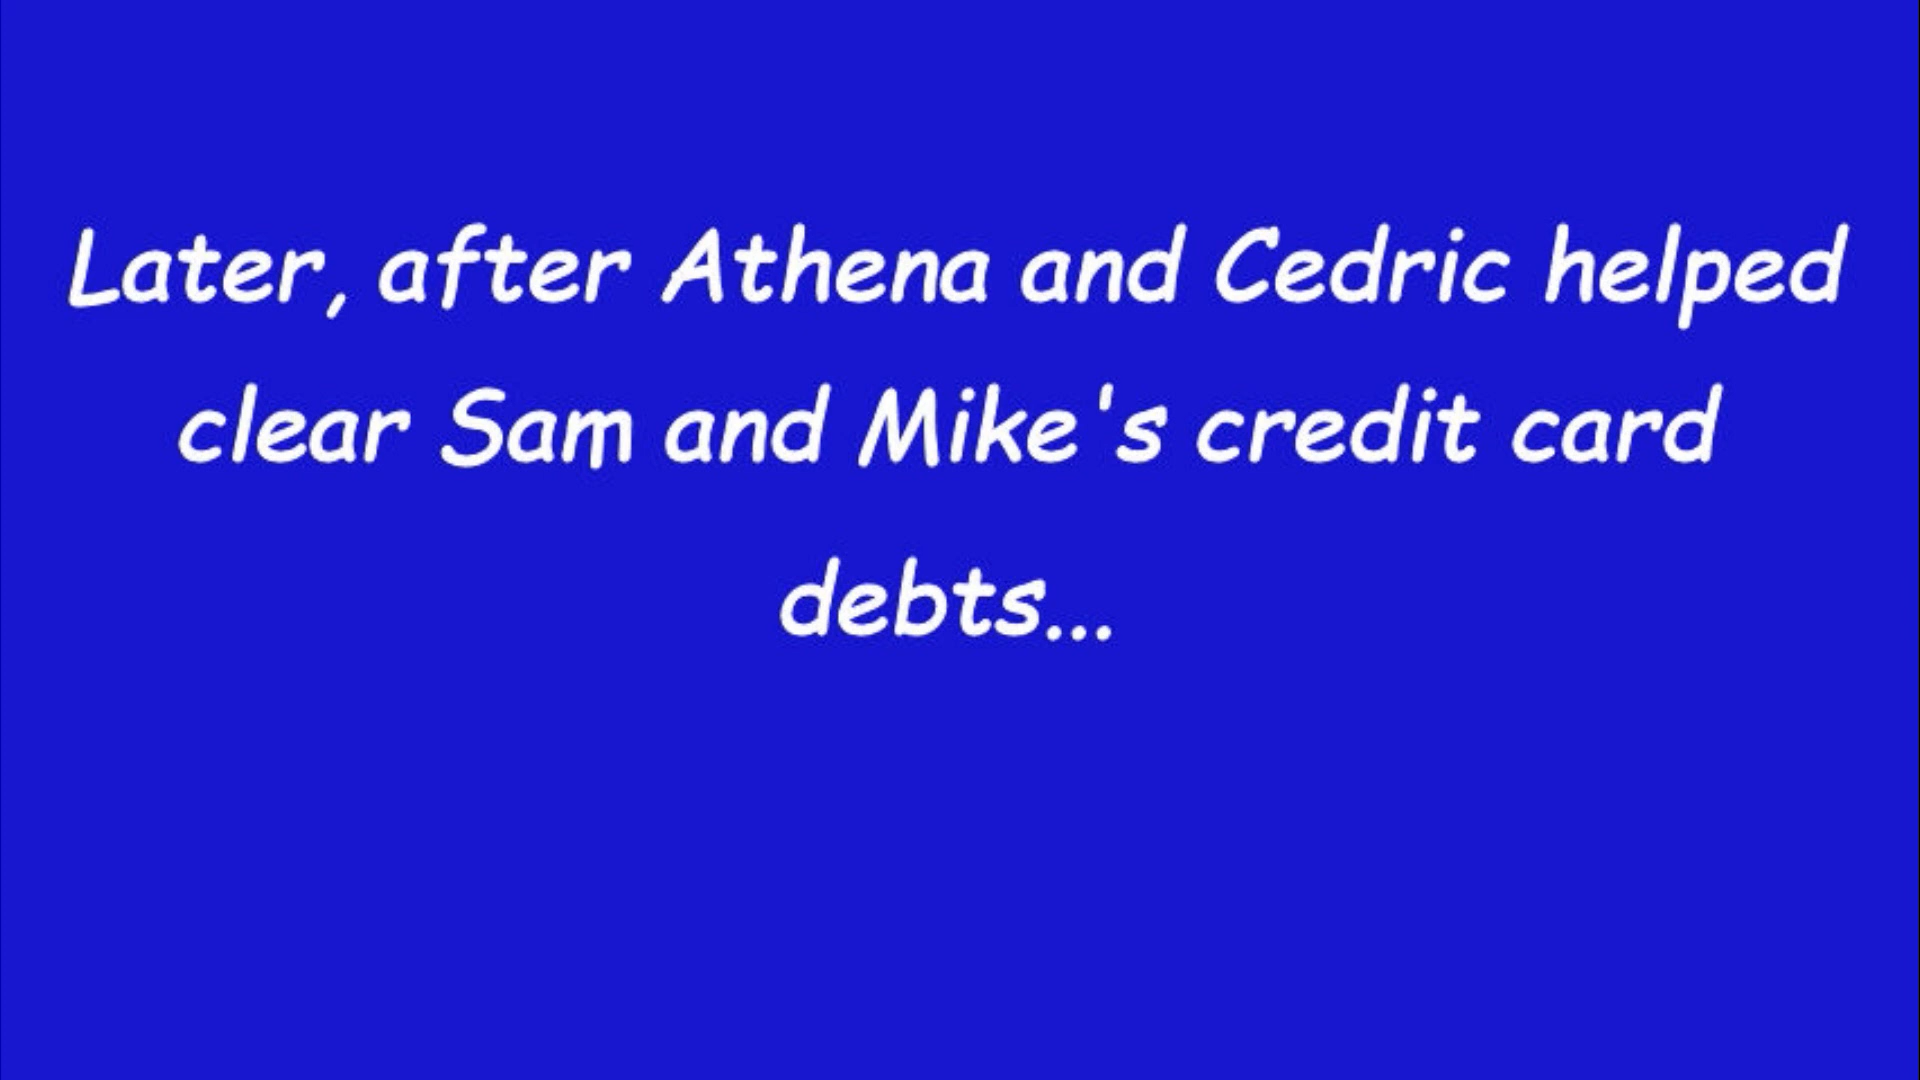 Later, after Athena and Cedric helped
clear Sam and Mike's credit card
debts...